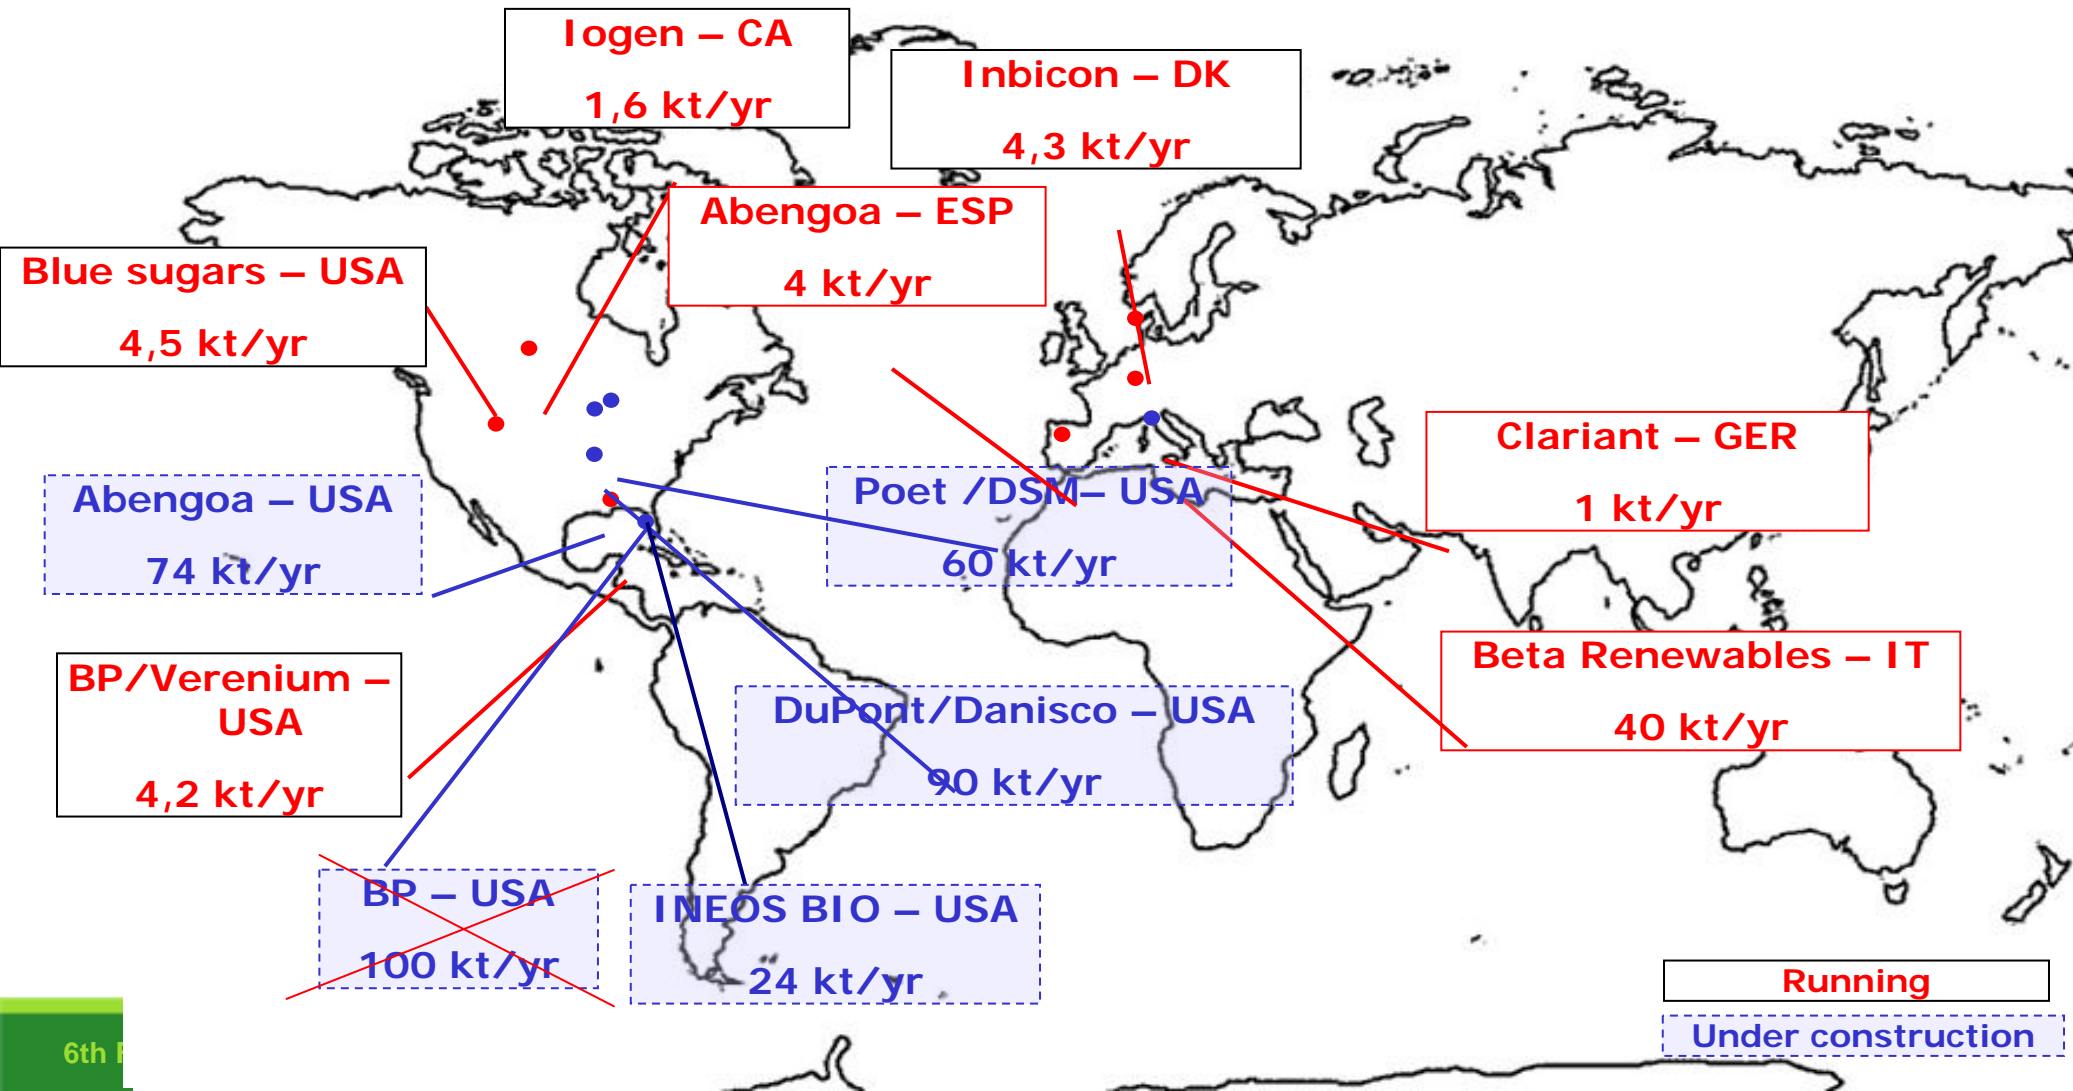 Iogen – CA
1,6 kt/yr
Inbicon – DK
4,3 kt/yr
Abengoa – ESP
4 kt/yr
Blue sugars – USA
4,5 kt/yr
Clariant – GER
1 kt/yr
Abengoa – USA
74 kt/yr
Poet /DSM– USA
60 kt/yr
Beta Renewables – IT
40 kt/yr
BP/Verenium –
USA
4,2 kt/yr
DuPont/Danisco – USA
90 kt/yr
BP – USA
100 kt/yr
INEOS BIO – USA
24 kt/yr
Running
Under construction
6th